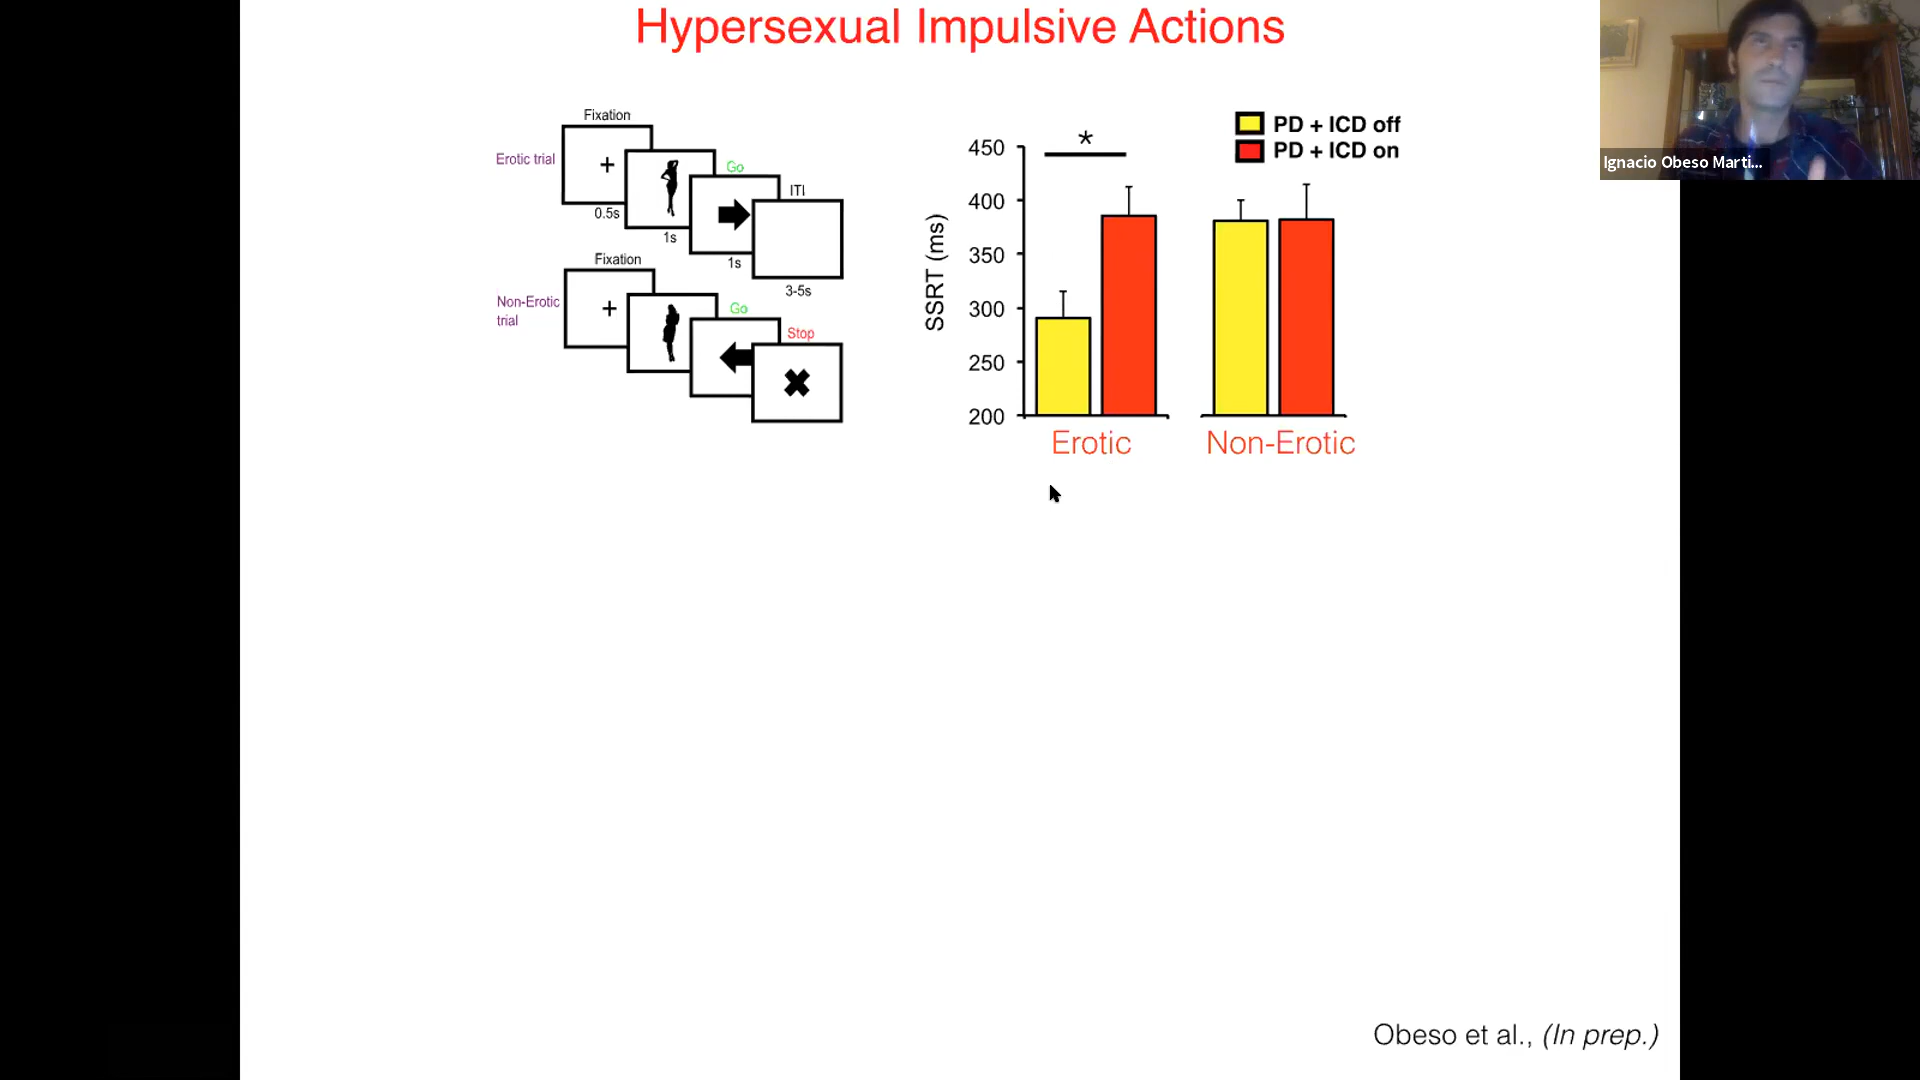 Hypersexual Impulsive Actions
Fixation
Erotic trial
+
Go
ITI
0.5s
1s
1s
3-5s
Fixation
Non-Erotic
trial
+
Go
Stop
PD + ICD off
PD + ICD on
*
SSRT (ms)
450
400
350
300
250
200
Erotic
Non-Erotic
Ignacio Obeso Marti...
Obeso et al., (In prep.)